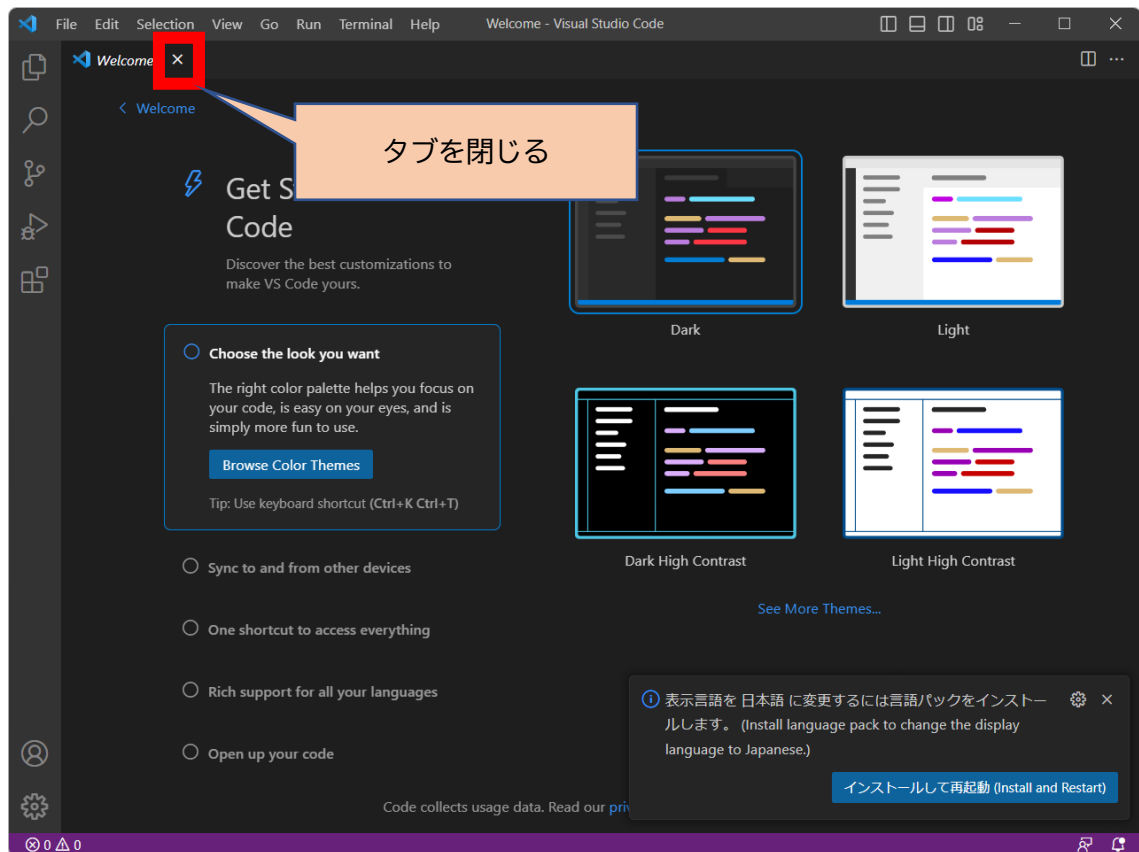 File Edit Selection View Go Run Terminal Help Welcome - Visual Studio Code
Welcome
Welcome
タブを閉じる
Get S
Code
Discover the best customizations to
make VS Code yours.
Choose the look you want
The right color palette helps you focus on
your code, is easy on your eyes, and is
simply more fun to use.
Browse Color Themes
Tip: Use keyboard shortcut (Ctrl+K Ctrl+T)
Sync to and from other devices
One shortcut to access everything
Rich support for all your languages
Open up your code
Dark
Light
Dark High Contrast
Light High Contrast
See More Themes...
表示言語を 日本語 に変更するには言語パックをインストー
ルします。 (Install language pack to change the display
language to Japanese.)
インストールして再起動 (Install and Restart)
Code collects usage data. Read our pri
0 0